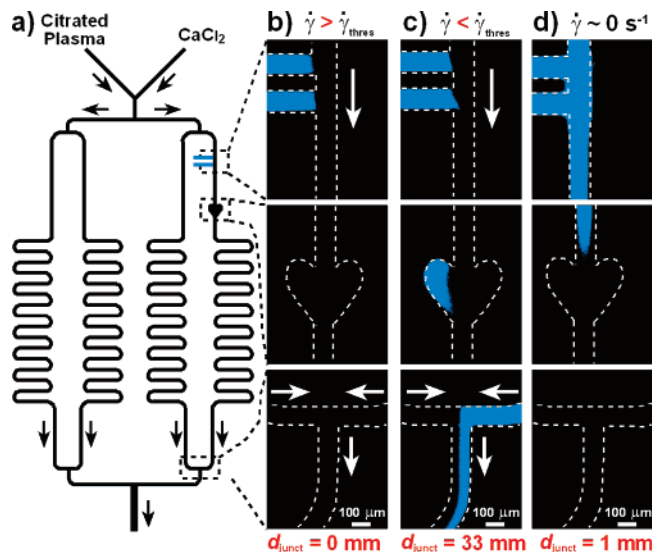 a)
Citrated
Plasma
CaCl₂
b) γ̇ > γ̇thres
c) γ̇ < γ̇thres
d) γ̇ ~ 0 s⁻¹
100 μm
100 μm
100 μm
djunct = 0 mm
djunct = 33 mm
djunct = 1 mm